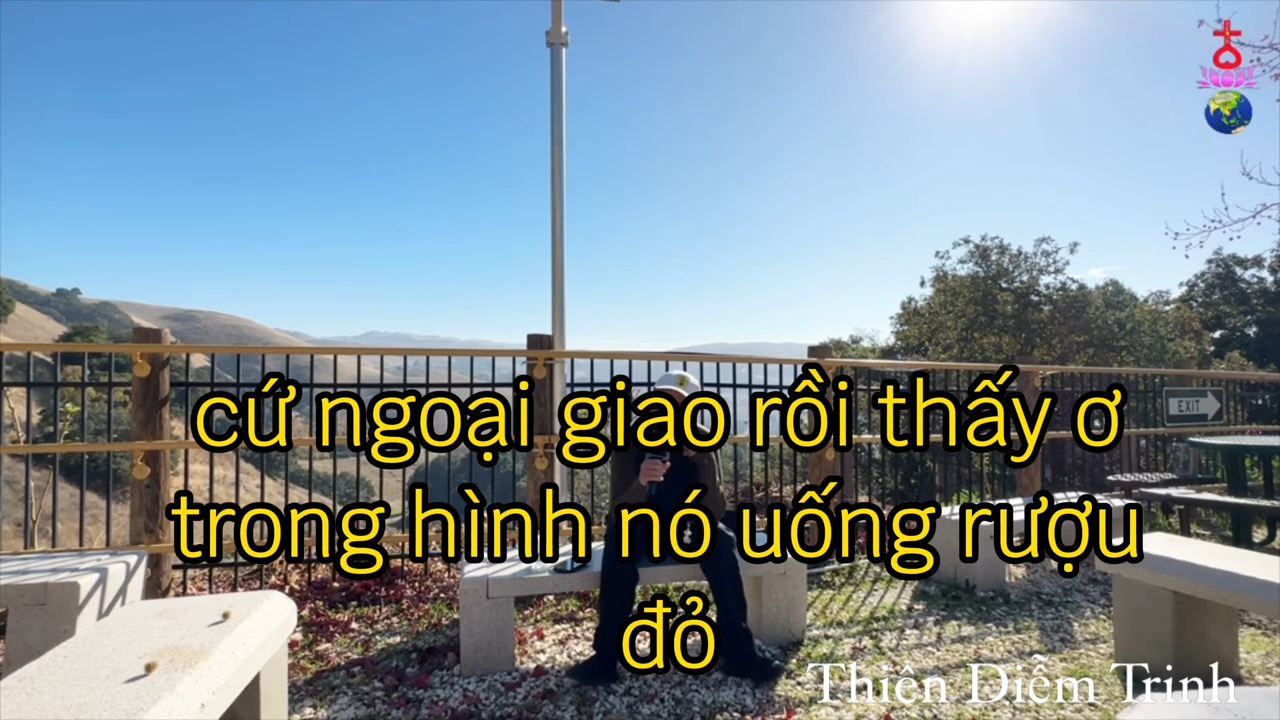 EXIT
cứ ngoại giao rồi thấy ơ
trong hình nó uống rượu
đỏ
Thiên Diễm Trinh